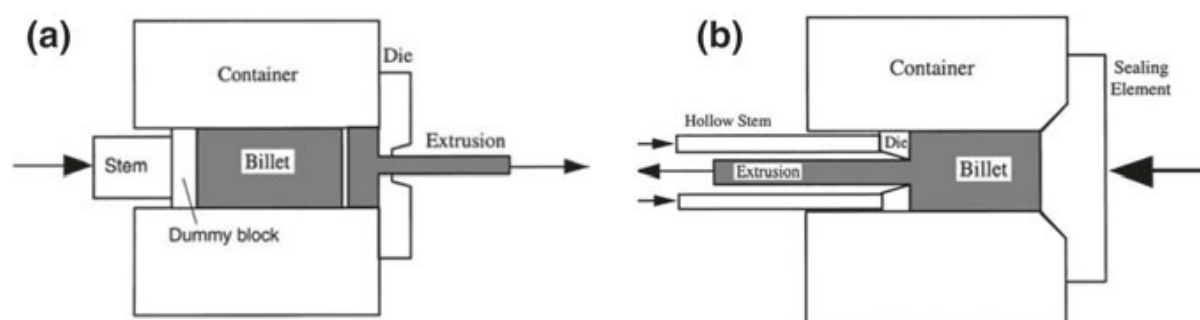 (a)
Container
Die
Stem
Billet
Extrusion
Dummy block
(b)
Container
Sealing
Element
Hollow Stem
Die
Extrusion
Billet